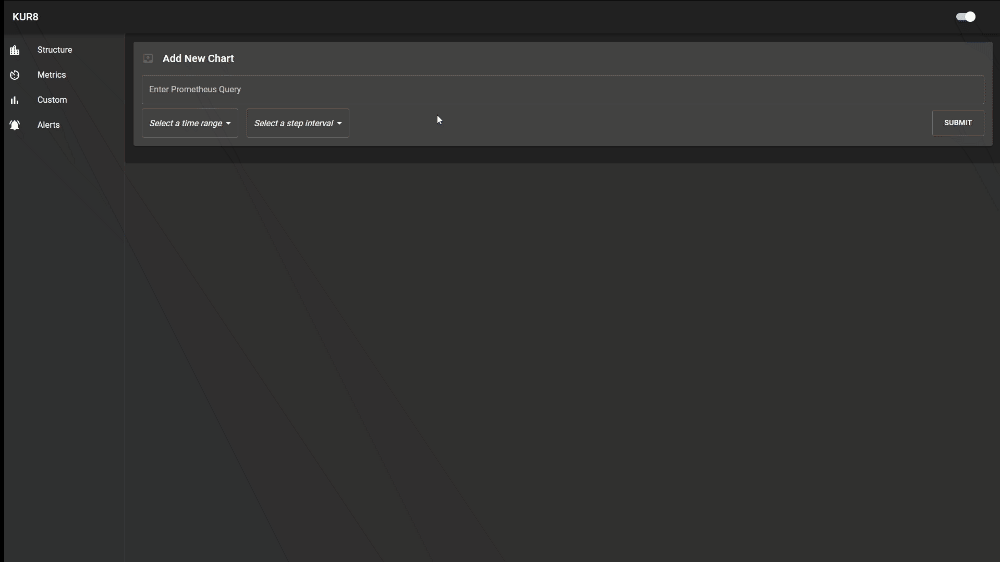 KUR8
Structure
Metrics
Custom
Alerts
Add New Chart
Enter Prometheus Query
Select a time range
Select a step interval
SUBMIT